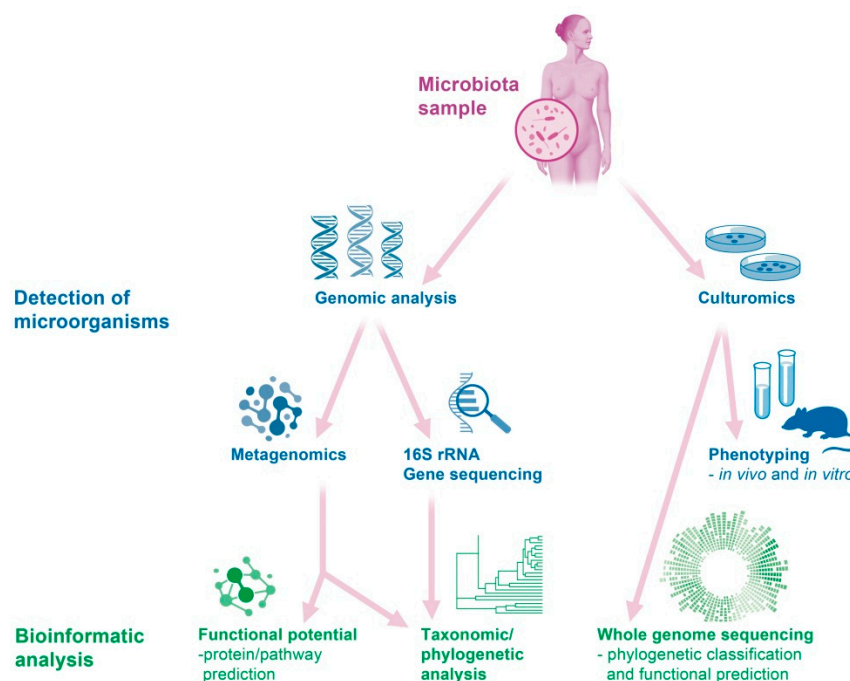 Microbiota
sample
Genomic analysis
Culturomics
Detection of
microorganisms
Metagenomics
16S rRNA
Gene sequencing
Phenotyping
- in vivo and in vitro
Bioinformatic
analysis
Functional potential
-protein/pathway
prediction
Taxonomic/
phylogenetic
analysis
Whole genome sequencing
- phylogenetic classification
and functional prediction